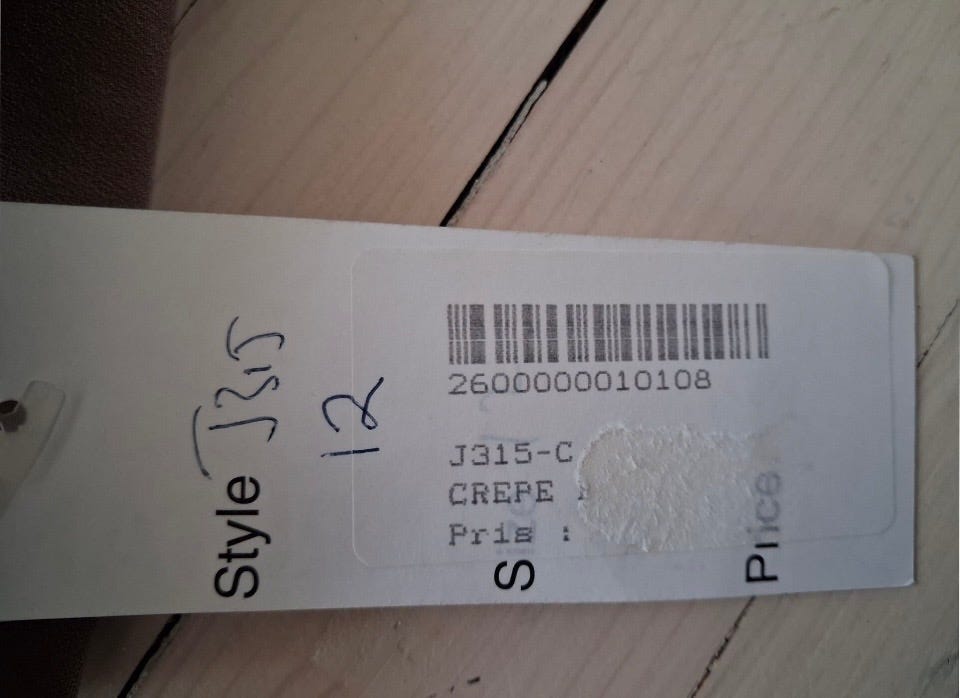 Style J315
12
2600000010108
J315-C
CREPE
Pris :
S
Price